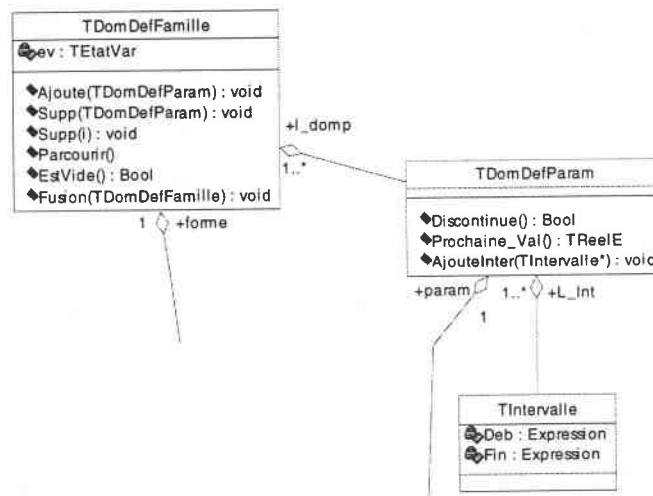 TDomDefFamille
ev : TEtatVar
Ajoute(TDomDefParam) : void
Supp(TDomDefParam) : void
Supp(i) : void
Parcourir()
EstVide() : Bool
Fusion(TDomDefFamille) : void
+l_domp
1..*
1 +forme
TDomDefParam
Discontinue() : Bool
Prochaine_Val() : TReelE
AjouteInter(TIntervalle*) : void
+param
1
1..* +L_Int
TIntervalle
Deb : Expression
Fin : Expression